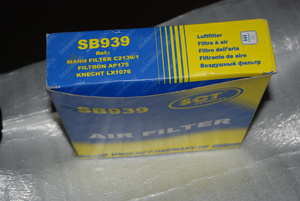 SB939
Ref.:
MANN FILTER C2136/1
FILTRON AP175
KNECHT LX1076
Luftfilter
Filtre à air
Filtro dell'aria
Filtrante de aire
Воздушный фильтр
SB939
SCT
AIR FILTER